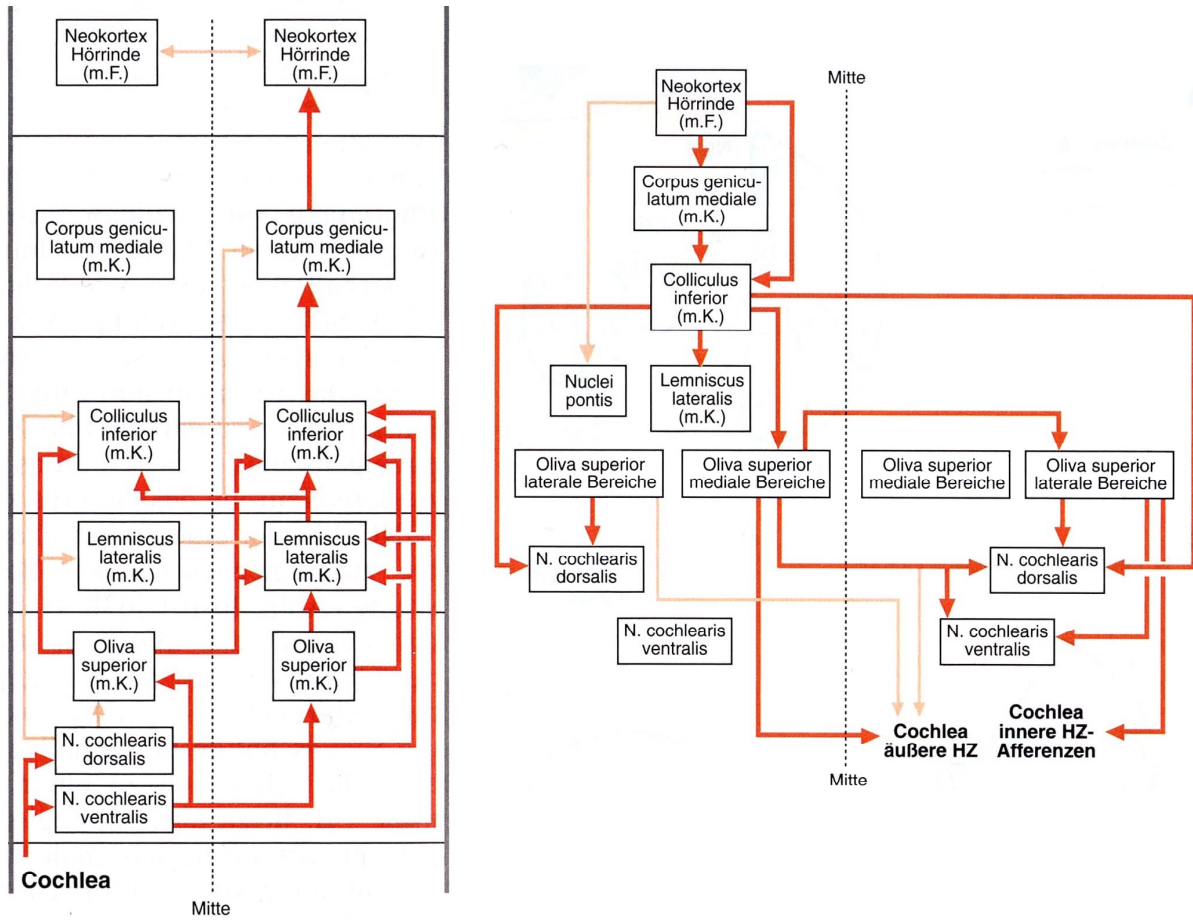 Neokortex
Hörrinde
(m.F.)
Neokortex
Hörrinde
(m.F.)
Corpus genicu-
latum mediale
(m.K.)
Corpus genicu-
latum mediale
(m.K.)
Colliculus
inferior
(m.K.)
Colliculus
inferior
(m.K.)
Lemniscus
lateralis
(m.K.)
Lemniscus
lateralis
(m.K.)
Oliva
superior
(m.K.)
Oliva
superior
(m.K.)
N. cochlearis
dorsalis
N. cochlearis
ventralis
Cochlea
Mitte
Mitte
Neokortex
Hörrinde
(m.F.)
Corpus genicu-
latum mediale
(m.K.)
Colliculus
inferior
(m.K.)
Nuclei
pontis
Lemniscus
lateralis
(m.K.)
Oliva superior
laterale Bereiche
Oliva superior
mediale Bereiche
Oliva superior
mediale Bereiche
Oliva superior
laterale Bereiche
N. cochlearis
dorsalis
N. cochlearis
dorsalis
N. cochlearis
ventralis
N. cochlearis
ventralis
Cochlea
äußere HZ
Cochlea
innere HZ-
Afferenzen
Mitte